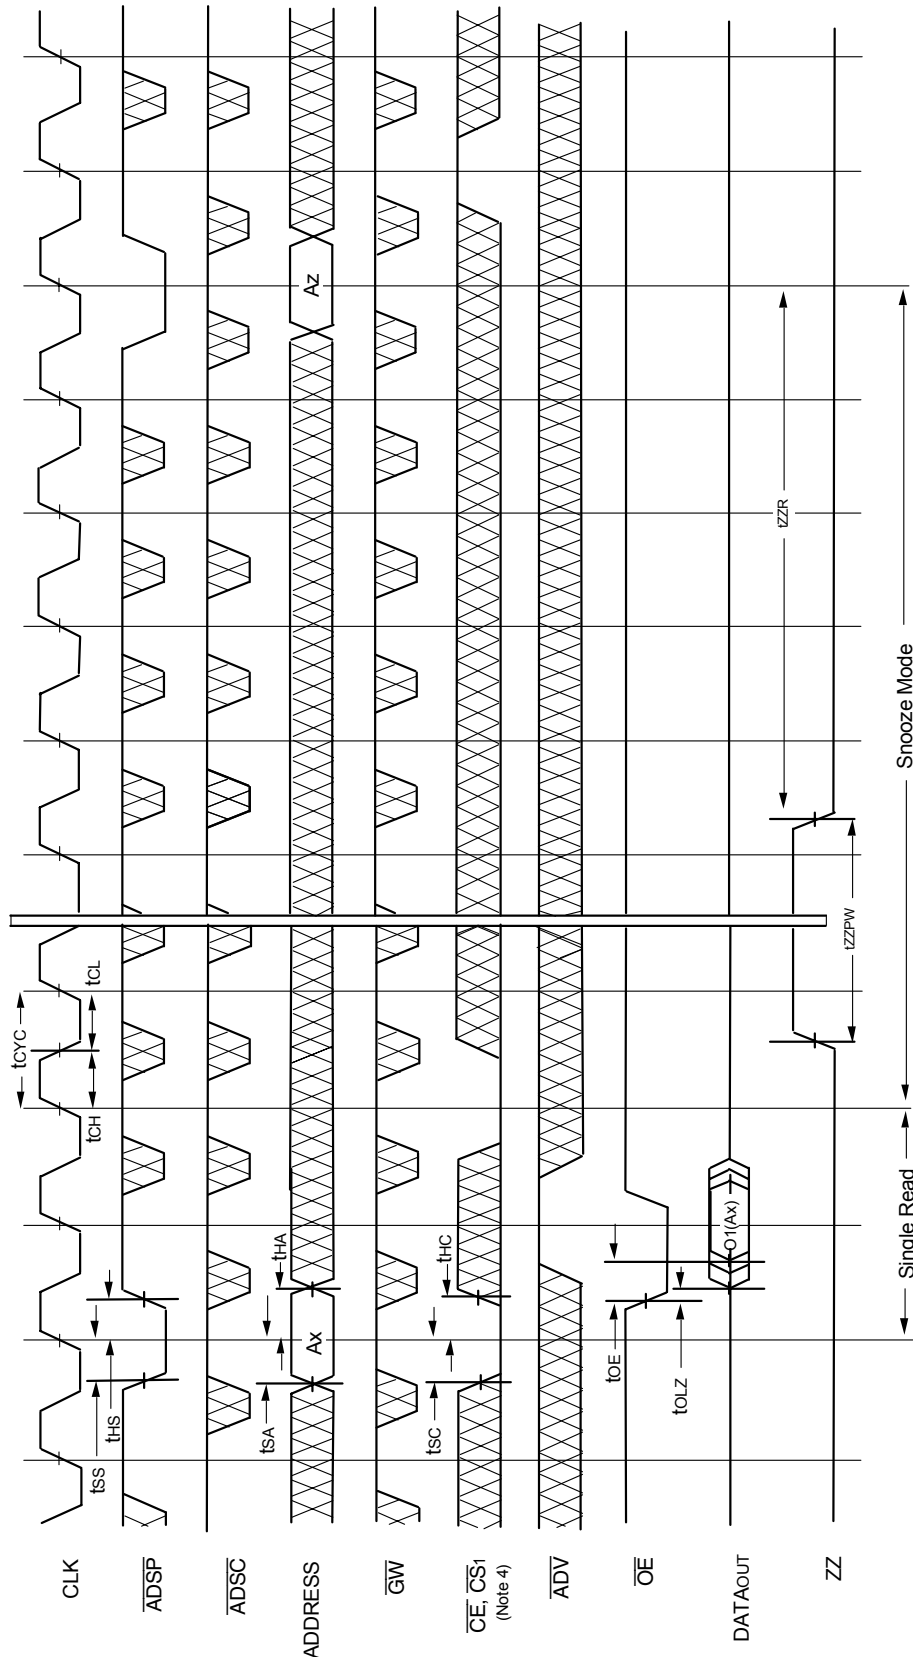 CLK
tCYC
tCH
tCL
tSS
tHS
ADSP
ADSC
ADDRESS
tSA
tHA
Ax
Az
GW
CE, CS1
(Note 4)
tSC
tHC
ADV
OE
tOE
tOLZ
DATAOUT
O1(Ax)
ZZ
tZZPW
tZZR
Single Read
Snooze Mode